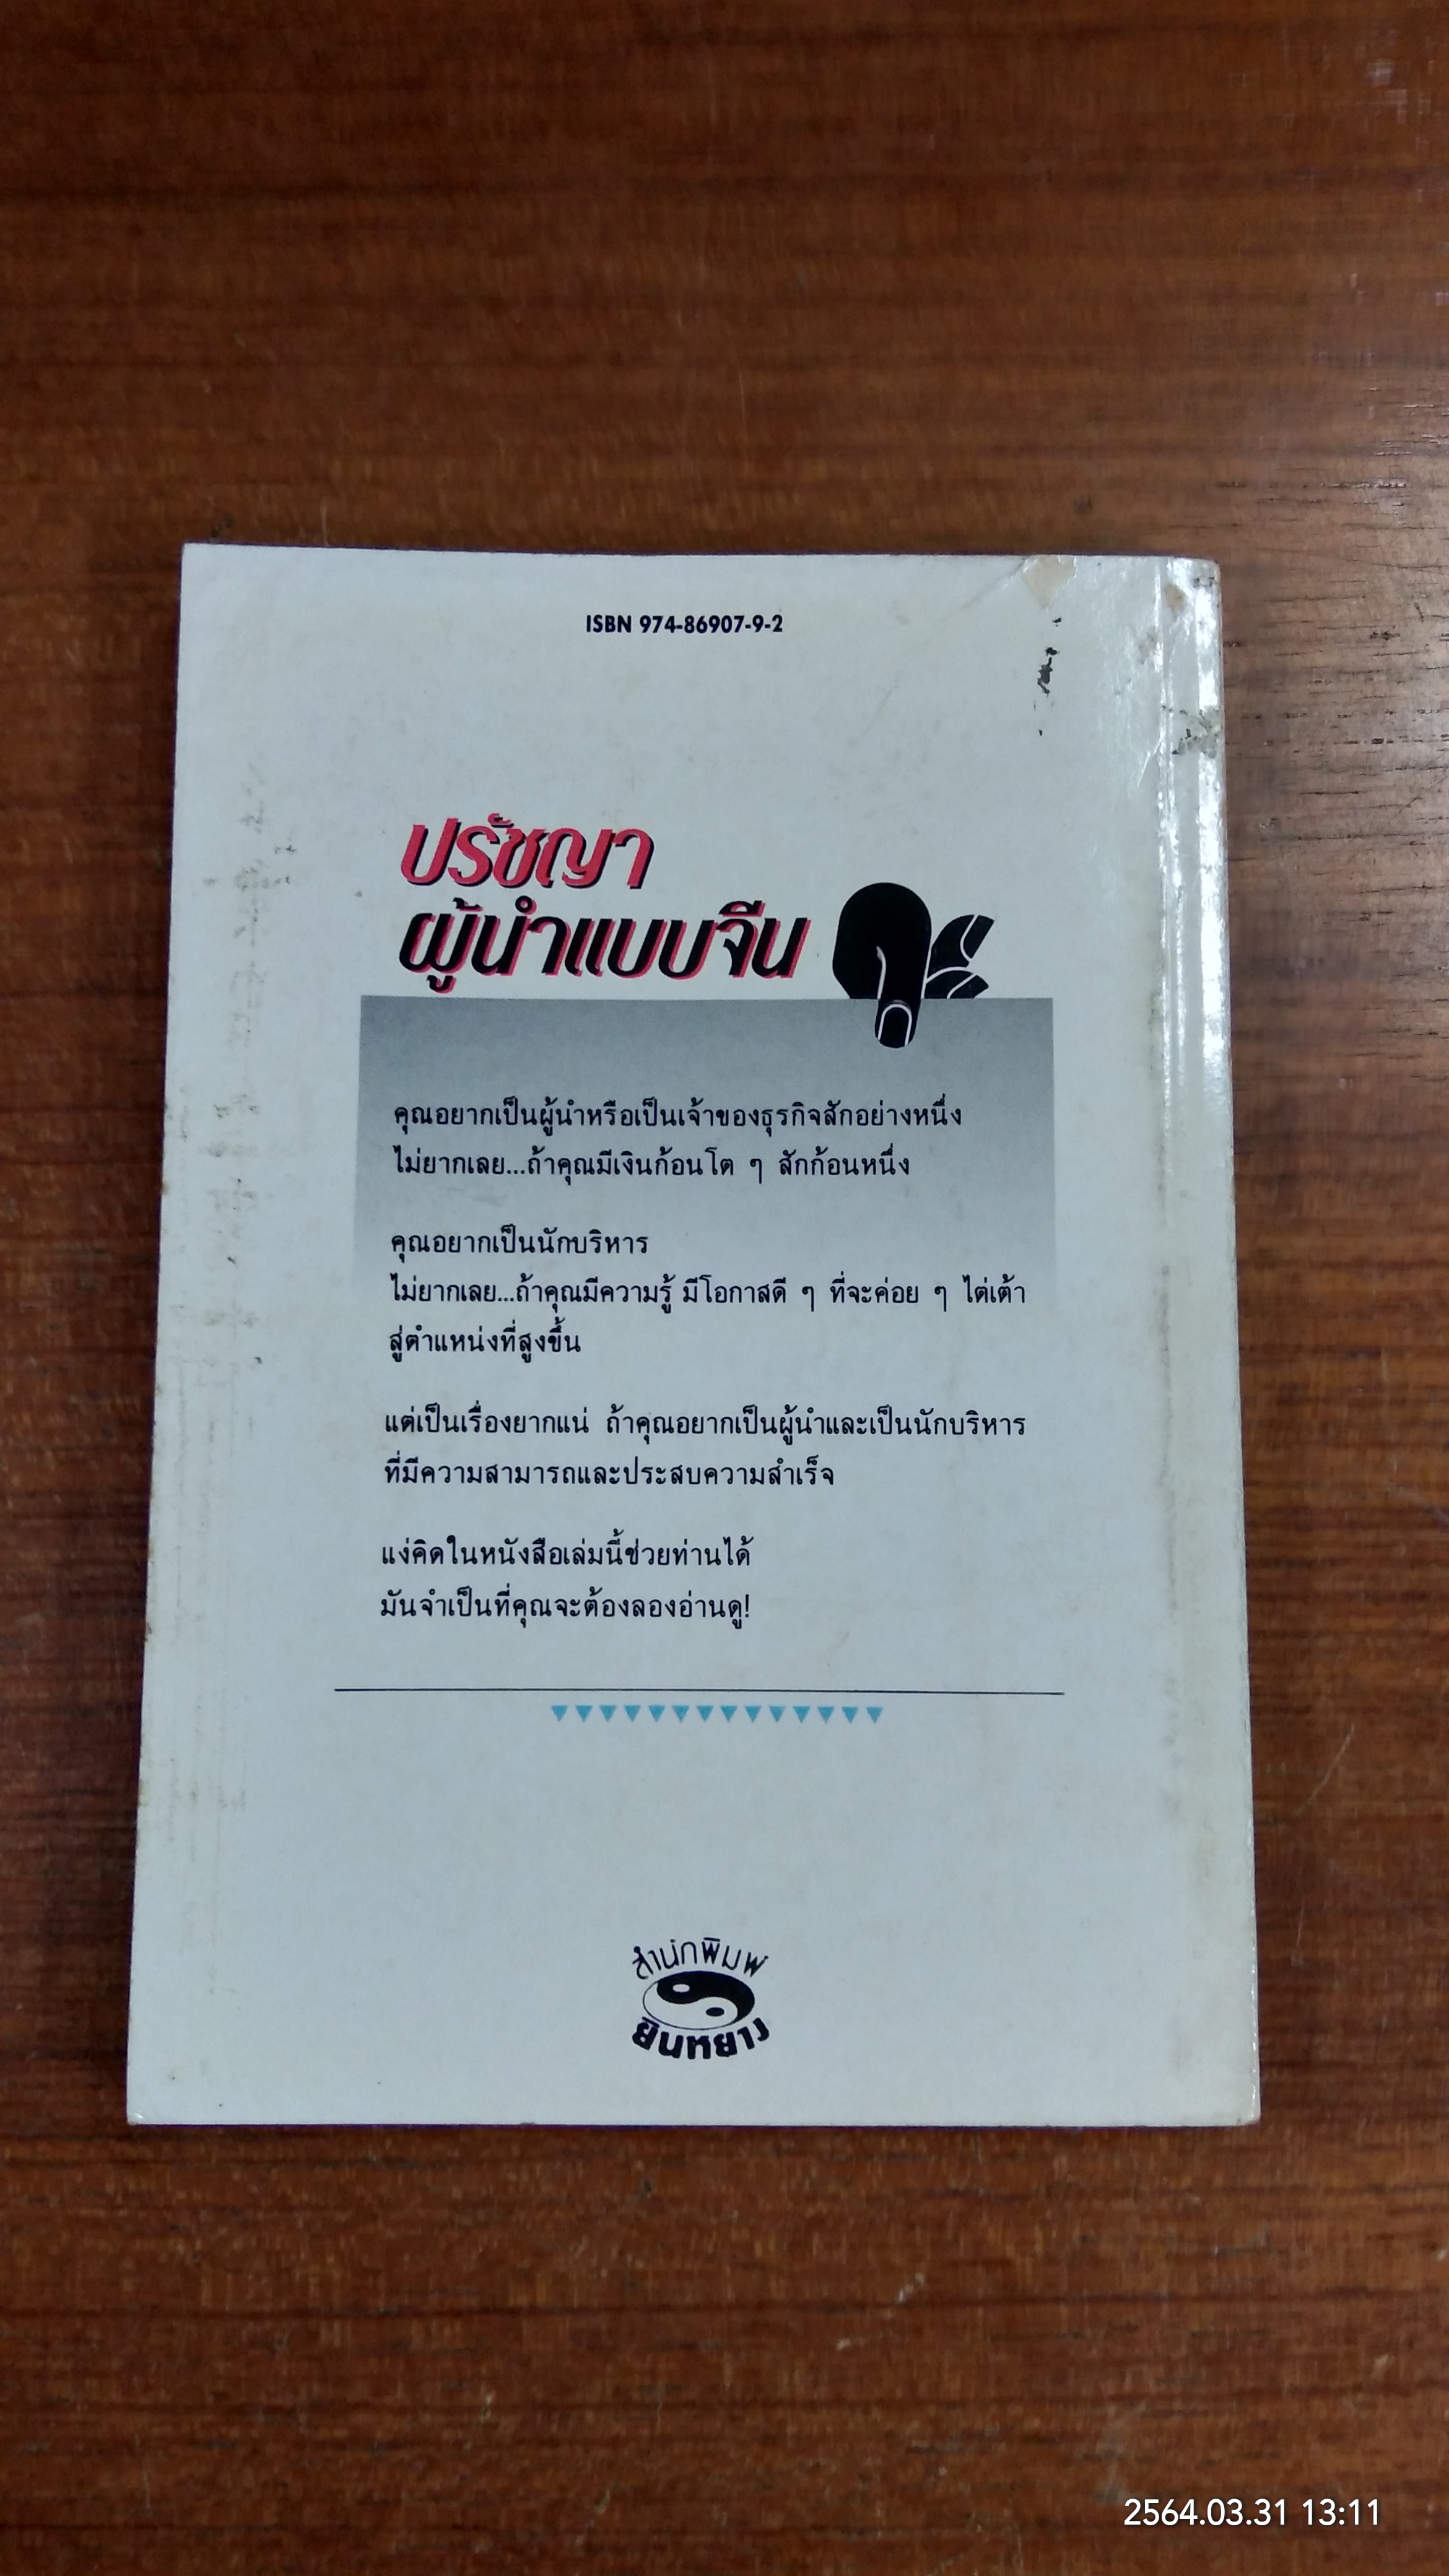 ISBN 974-86907-9-2
ปรัชญา
ผู้นำแบบจีน
คุณอยากเป็นผู้นำหรือเป็นเจ้าของธุรกิจสักอย่างหนึ่ง
ไม่ยากเลย...ถ้าคุณมีเงินก้อนโต ๆ สักก้อนหนึ่ง
คุณอยากเป็นนักบริหาร
ไม่ยากเลย...ถ้าคุณมีความรู้ มีโอกาสดี ๆ ที่จะค่อย ๆ ไต่เต้า
สู่ตำแหน่งที่สูงขึ้น
แต่เป็นเรื่องยากแน่ ถ้าคุณอยากเป็นผู้นำและเป็นนักบริหาร
ที่มีความสามารถและประสบความสำเร็จ
แง่คิดในหนังสือเล่มนี้ช่วยท่านได้
มันจำเป็นที่คุณจะต้องลองอ่านดู!
สำนักพิมพ์
ยินหยาง
2564.03.31 13:11